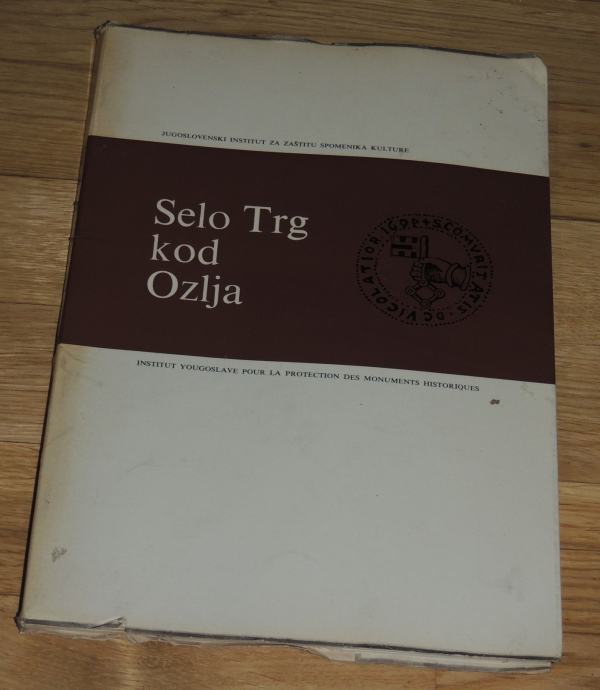 JUGOSLOVENSKI INSTITUT ZA ZAŠTITU SPOMENIKA KULTURE
Selo Trg
kod
Ozlja
INSTITUT YOUGOSLAVE POUR LA PROTECTION DES MONUMENTS HISTORIQUES